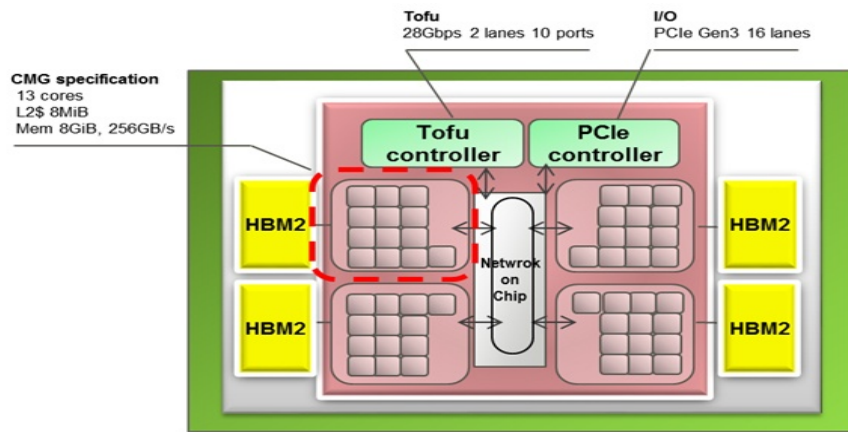 Tofu
28Gbps 2 lanes 10 ports
I/O
PCIe Gen3 16 lanes
CMG specification
13 cores
L2$ 8MiB
Mem 8GiB, 256GB/s
Tofu
controller
PCIe
controller
HBM2
HBM2
Netwrok
on
Chip
HBM2
HBM2